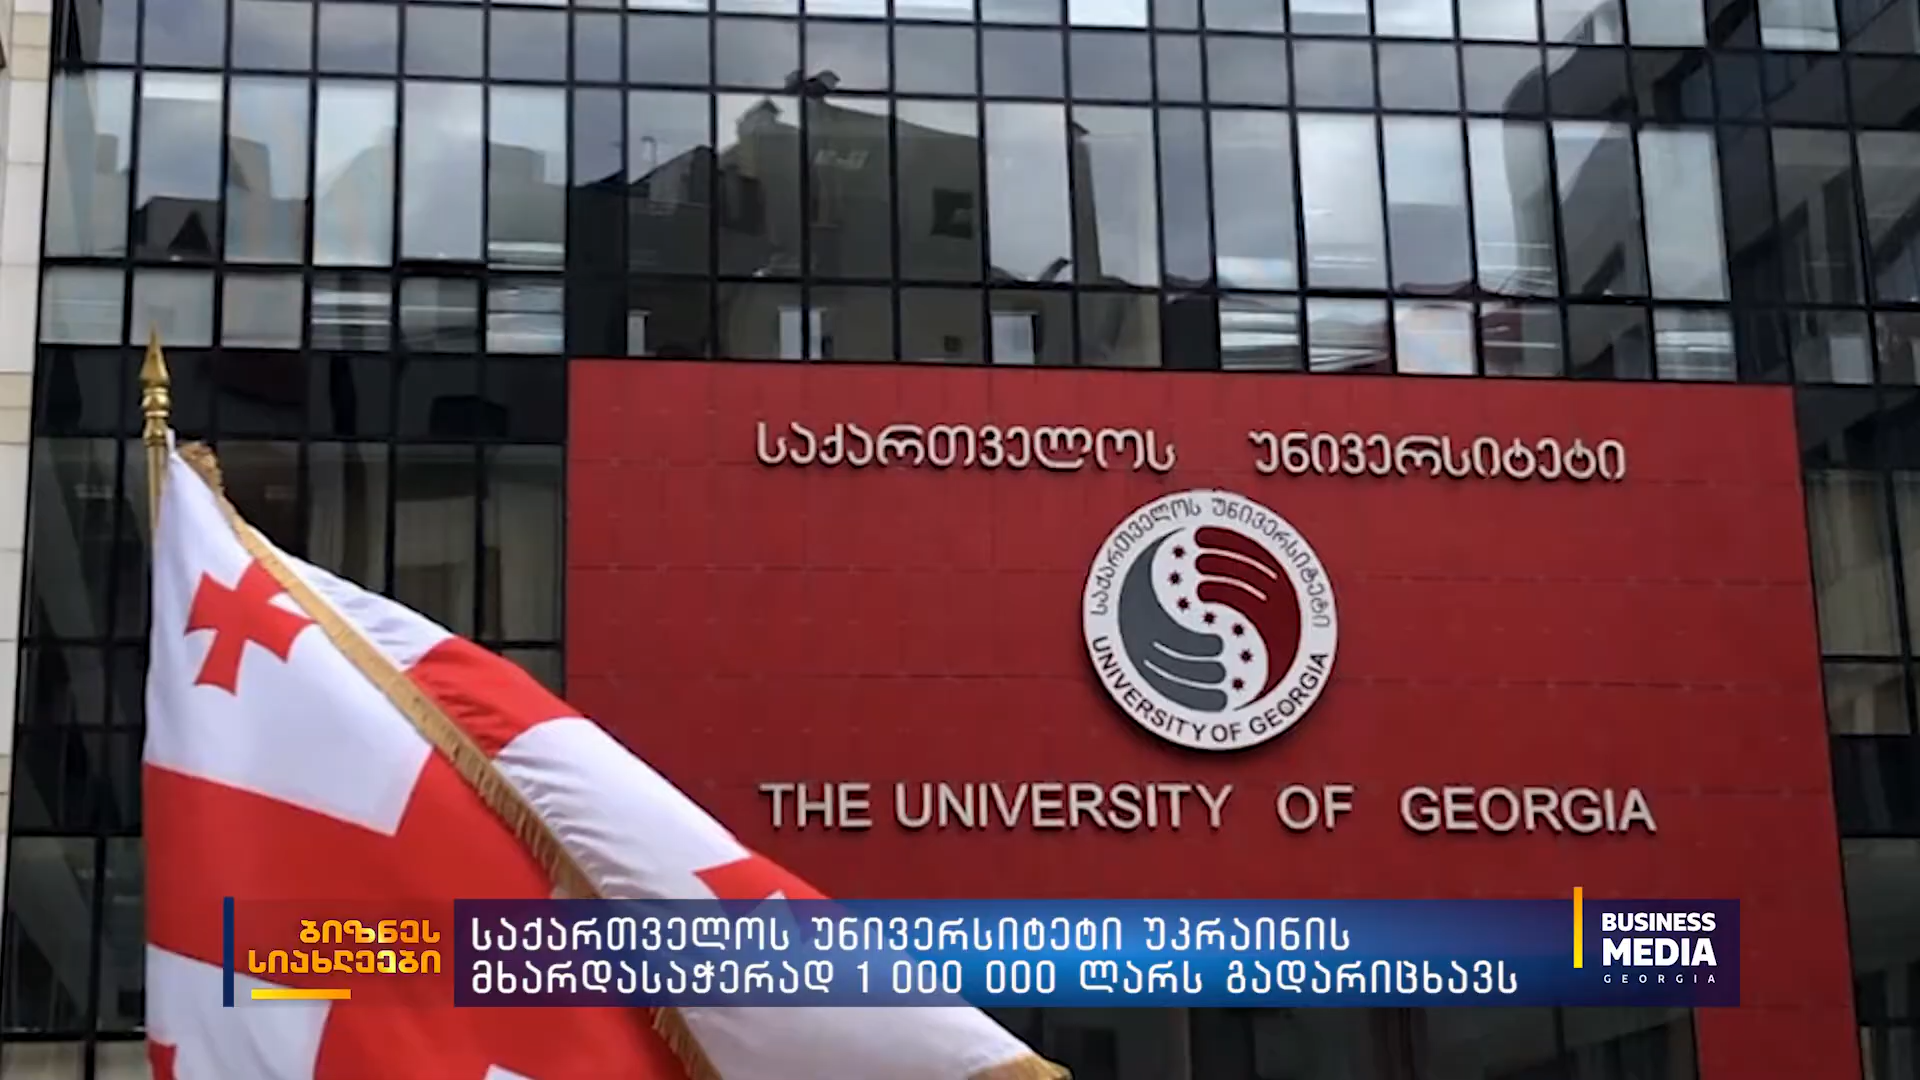 საქართველოს უნივერსიტეტი
საქართველოს უნივერსიტეტი
UNIVERSITY OF GEORGIA
THE UNIVERSITY OF GEORGIA
ბიზნეს
სიახლეები
საქართველოს უნივერსიტეტი უკრაინის
მხარდასაჭერად 1 000 000 ლარს გადარიცხავს
BUSINESS
MEDIA
GEORGIA